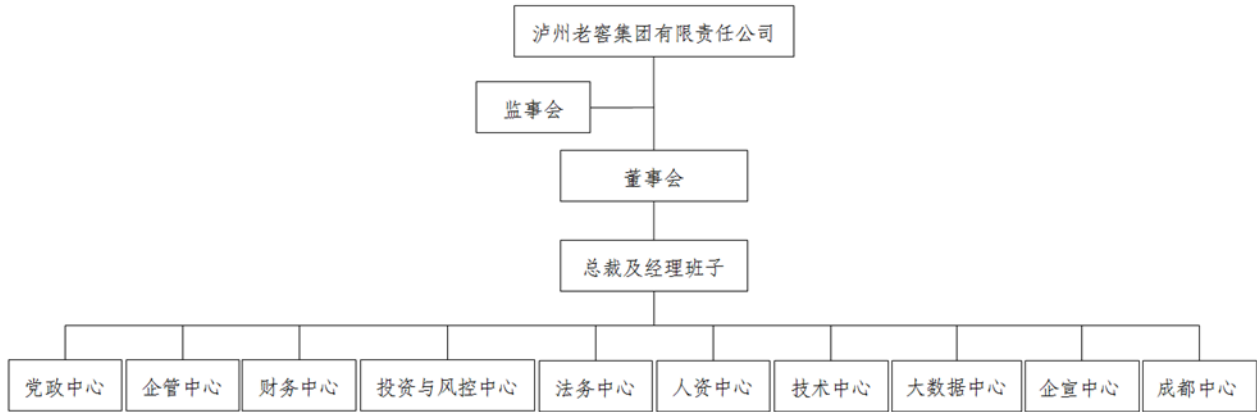 泸州老窖集团有限责任公司
监事会
董事会
总裁及经理班子
党政中心
企管中心
财务中心
投资与风控中心
法务中心
人资中心
技术中心
大数据中心
企宣中心
成都中心